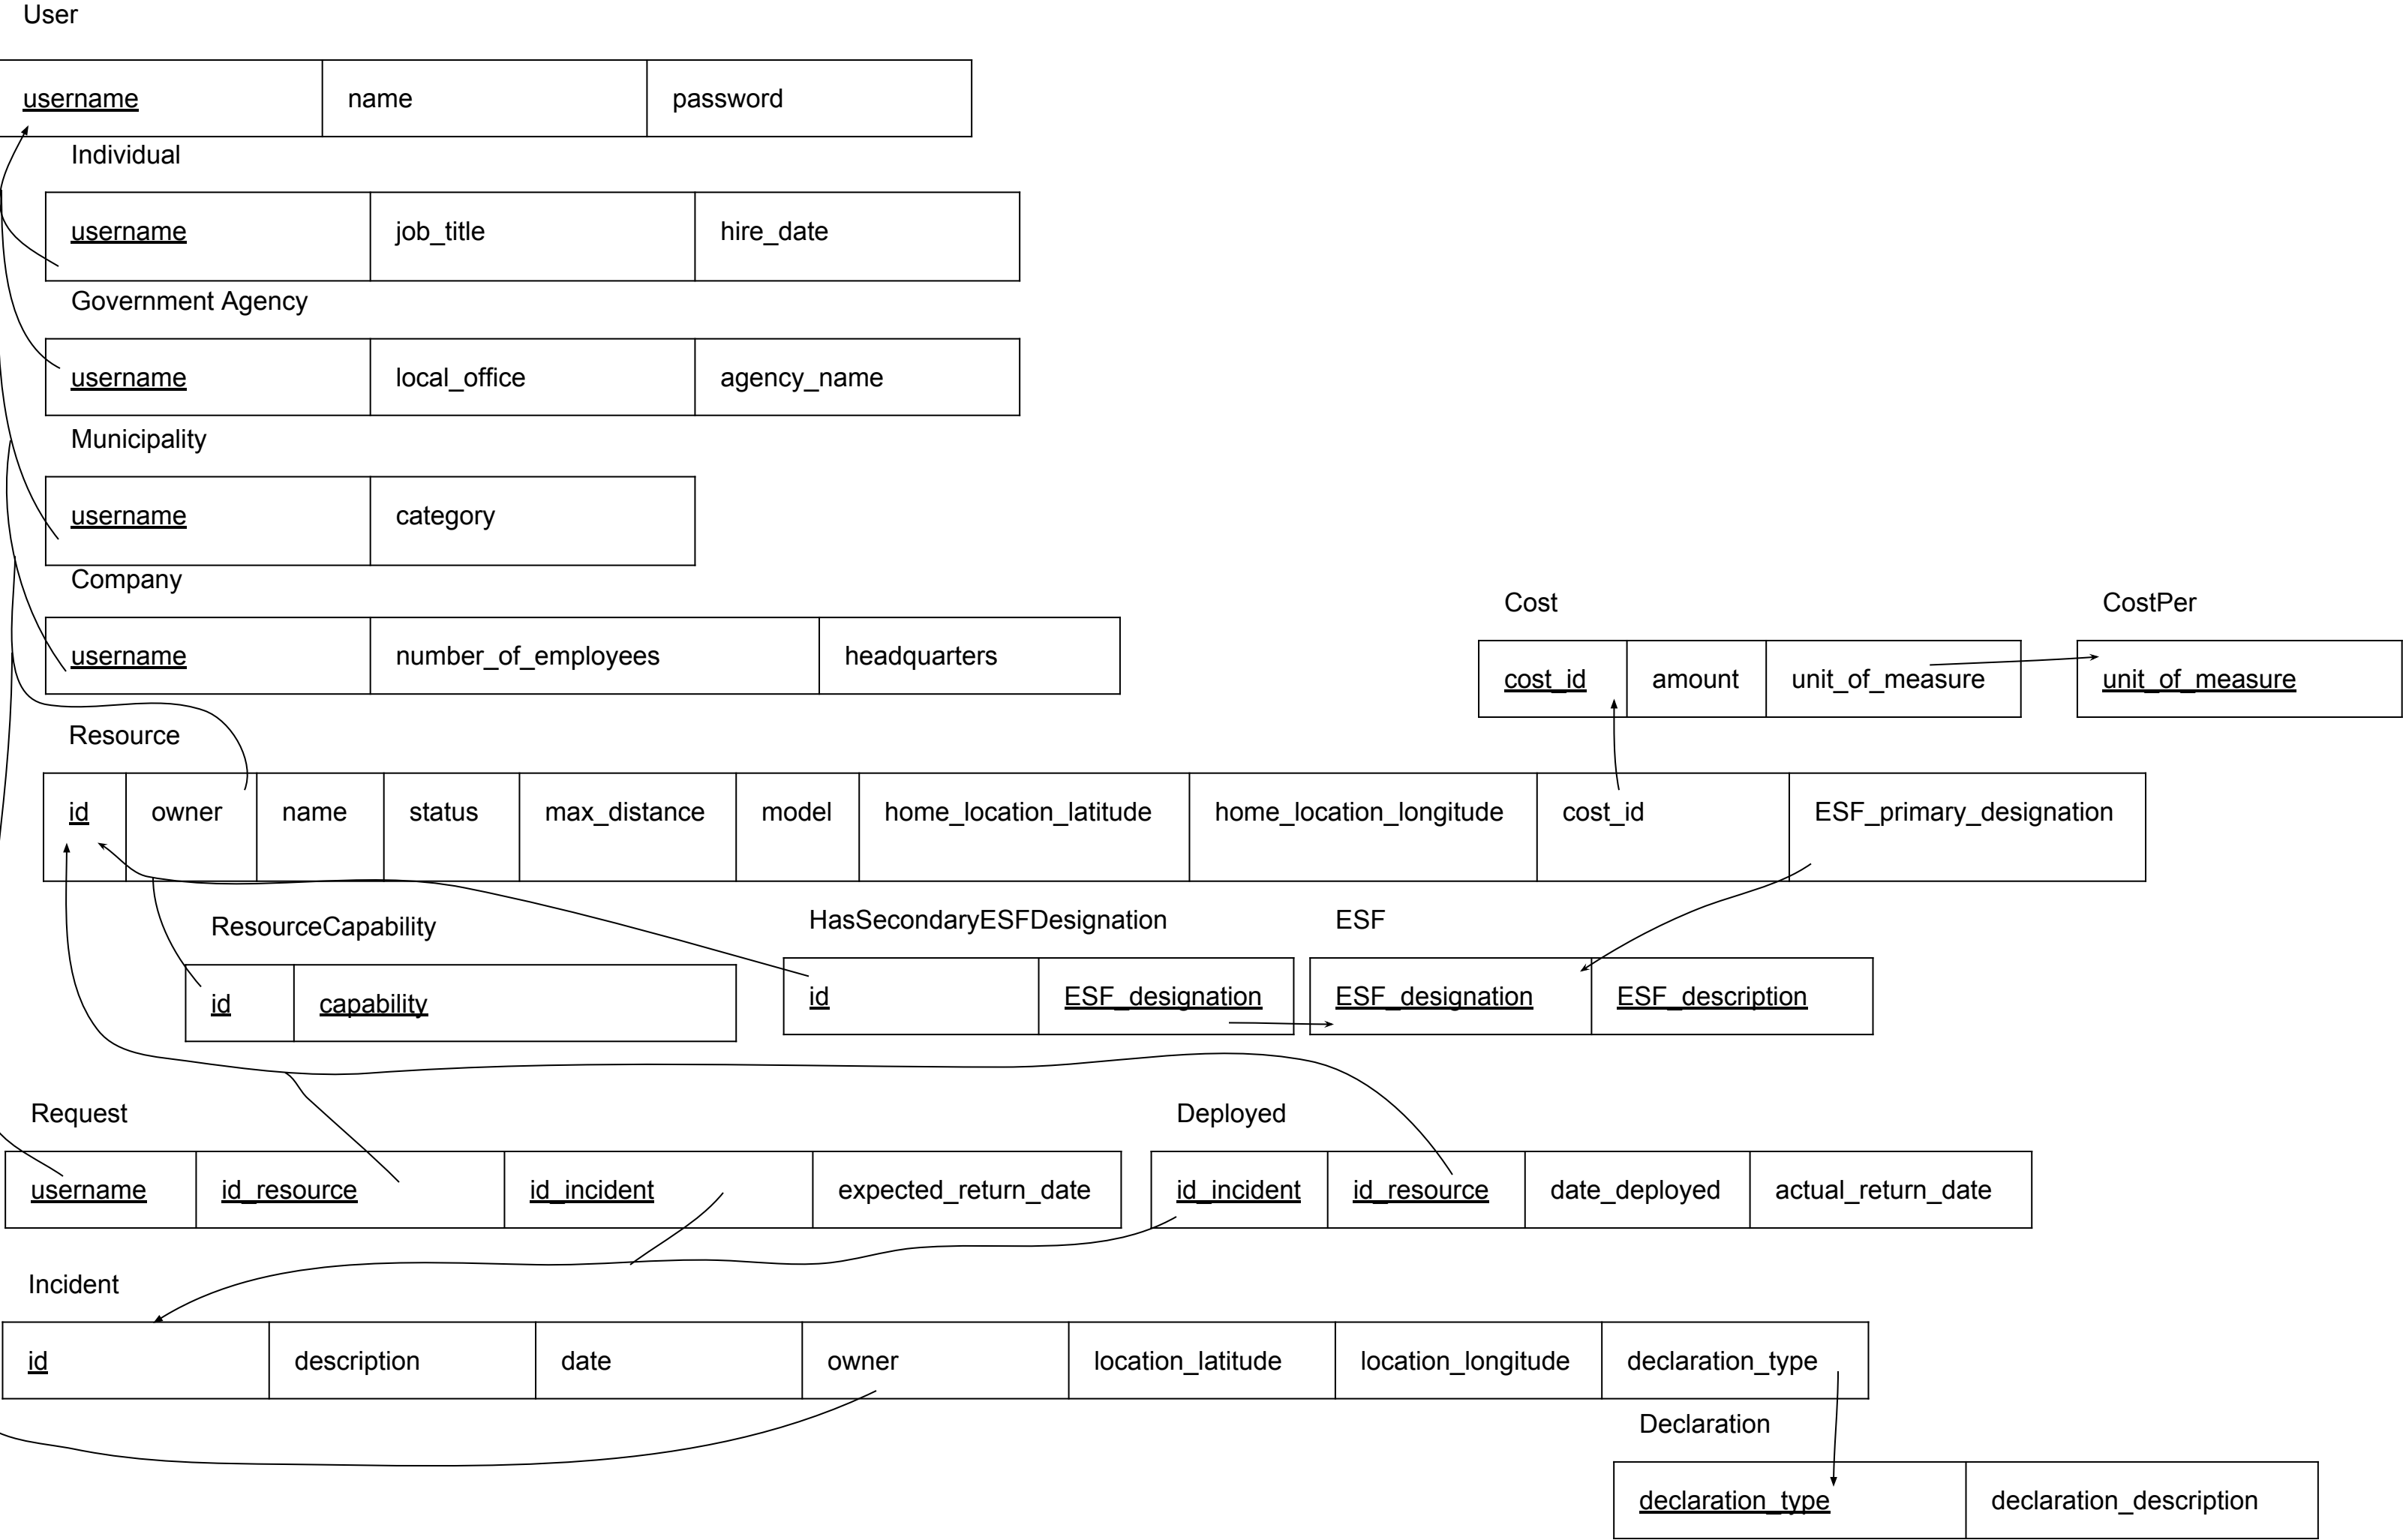 User
username name password
Individual
username job_title hire_date
Government Agency
username local_office agency_name
Municipality
username category
Company
username number_of_employees headquarters
Cost CostPer
cost_id amount unit_of_measure unit_of_measure
Resource
id owner name status max_distance model home_location_latitude home_location_longitude cost_id ESF_primary_designation
ResourceCapability HasSecondaryESFDesignation ESF
id capability id ESF_designation ESF_designation ESF_description
Request Deployed
username id_resource id_incident expected_return_date id_incident id_resource date_deployed actual_return_date
Incident
id description date owner location_latitude location_longitude declaration_type
Declaration
declaration_type declaration_description